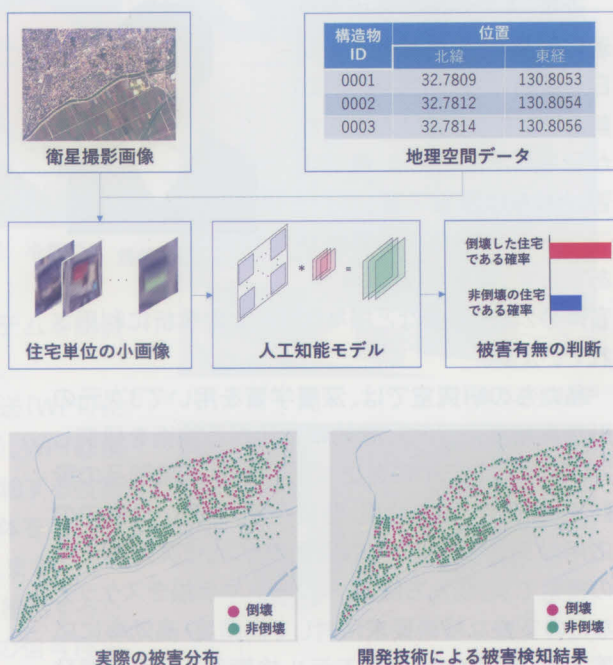 構造物
ID
位置
北緯 東経
0001 32.7809 130.8053
0002 32.7812 130.8054
0003 32.7814 130.8056
衛星撮影画像
地理空間データ
倒壊した住宅
である確率
非倒壊の住宅
である確率
* =
住宅単位の小画像
人工知能モデル
被害有無の判断
倒壊
非倒壊
倒壊
非倒壊
実際の被害分布
開発技術による被害検知結果